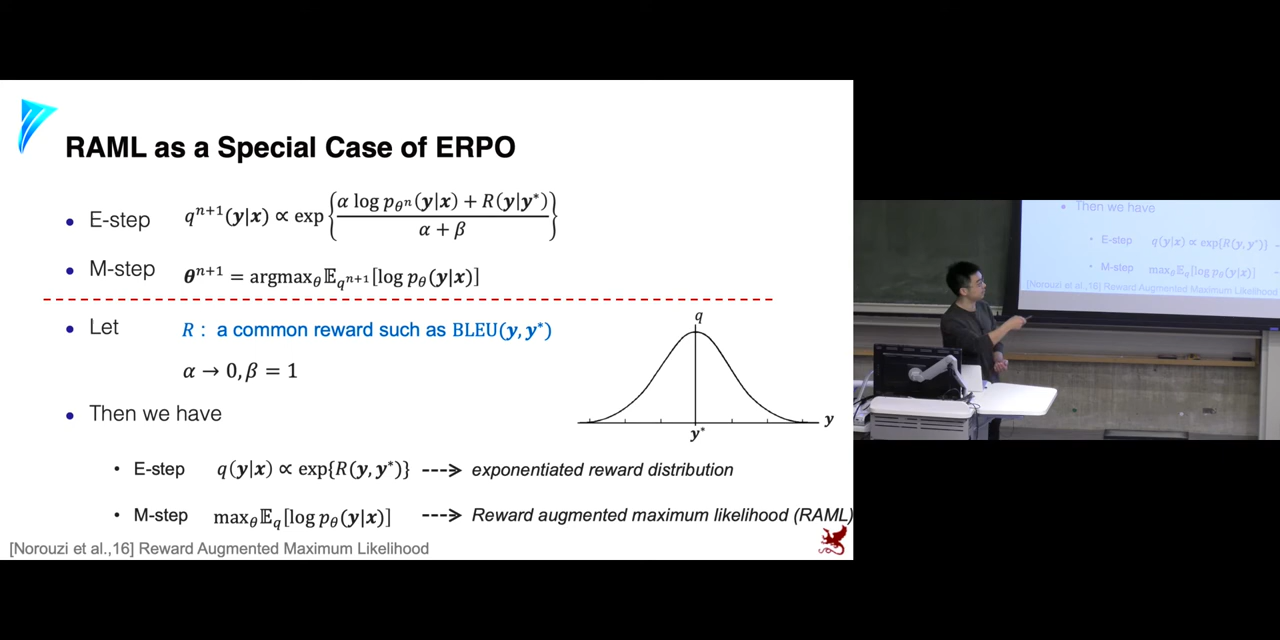 RAML as a Special Case of ERPO
• E-step q^{n+1}(y|x) ∝ exp{ (α log p_{θ^n}(y|x) + R(y|y*)) / (α + β) }
• M-step θ^{n+1} = argmax_θ 𝔼_{q^{n+1}}[log p_θ(y|x)]
• Let R : a common reward such as BLEU(y, y*)
α → 0, β = 1
• Then we have
q
y
y*
• E-step q(y|x) ∝ exp{R(y, y*)} ---> exponentiated reward distribution
• M-step max_θ 𝔼_q[log p_θ(y|x)] ---> Reward augmented maximum likelihood (RAML)
[Norouzi et al.,16] Reward Augmented Maximum Likelihood
• Then we have
• E-step q(y|x) ∝ exp{R(y, y*)}
• M-step max_θ 𝔼_q[log p_θ(y|x)]
[Norouzi et al.,16] Reward Augmented Maximum Likelihood